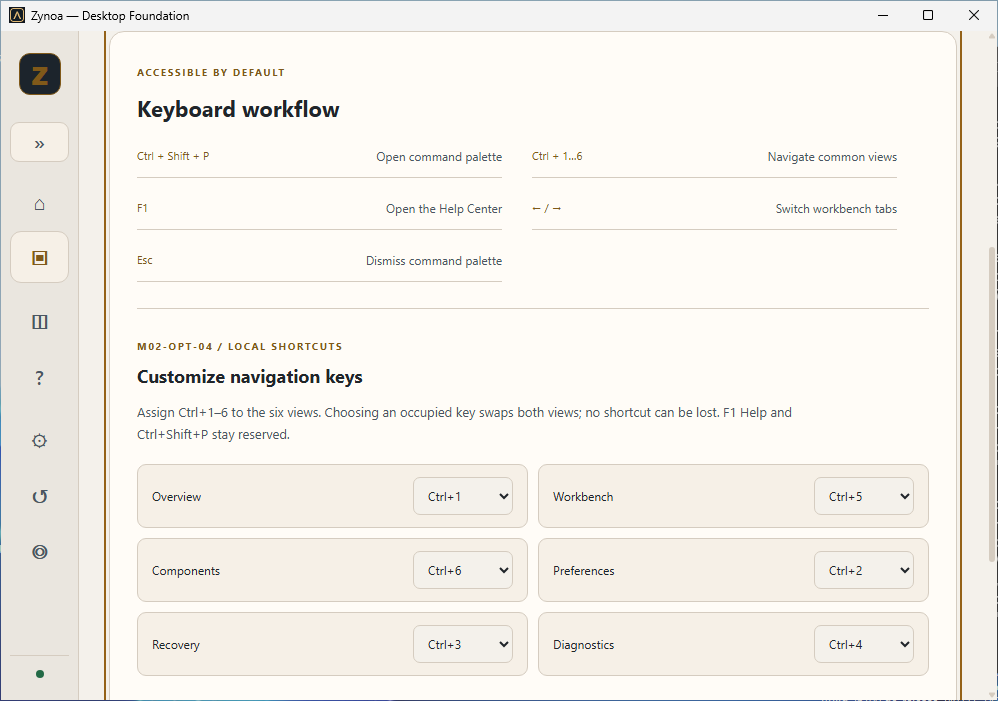 Zynoa — Desktop Foundation
Z
»
?
ACCESSIBLE BY DEFAULT
Keyboard workflow
Ctrl + Shift + P Open command palette
Ctrl + 1…6 Navigate common views
F1 Open the Help Center
← / → Switch workbench tabs
Esc Dismiss command palette
M02-OPT-04 / LOCAL SHORTCUTS
Customize navigation keys
Assign Ctrl+1–6 to the six views. Choosing an occupied key swaps both views; no shortcut can be lost. F1 Help and
Ctrl+Shift+P stay reserved.
Overview Ctrl+1
Workbench Ctrl+5
Components Ctrl+6
Preferences Ctrl+2
Recovery Ctrl+3
Diagnostics Ctrl+4